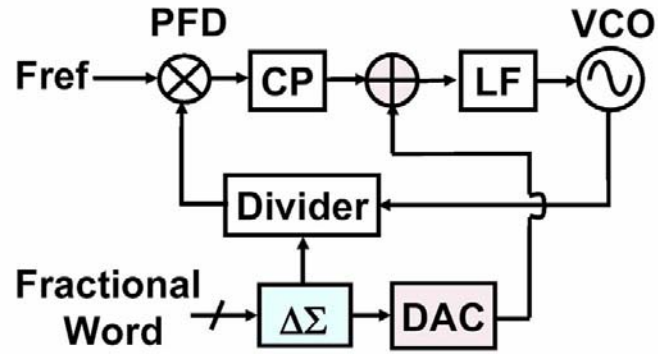 PFD
VCO
Fref
CP
LF
Divider
Fractional
Word
ΔΣ
DAC